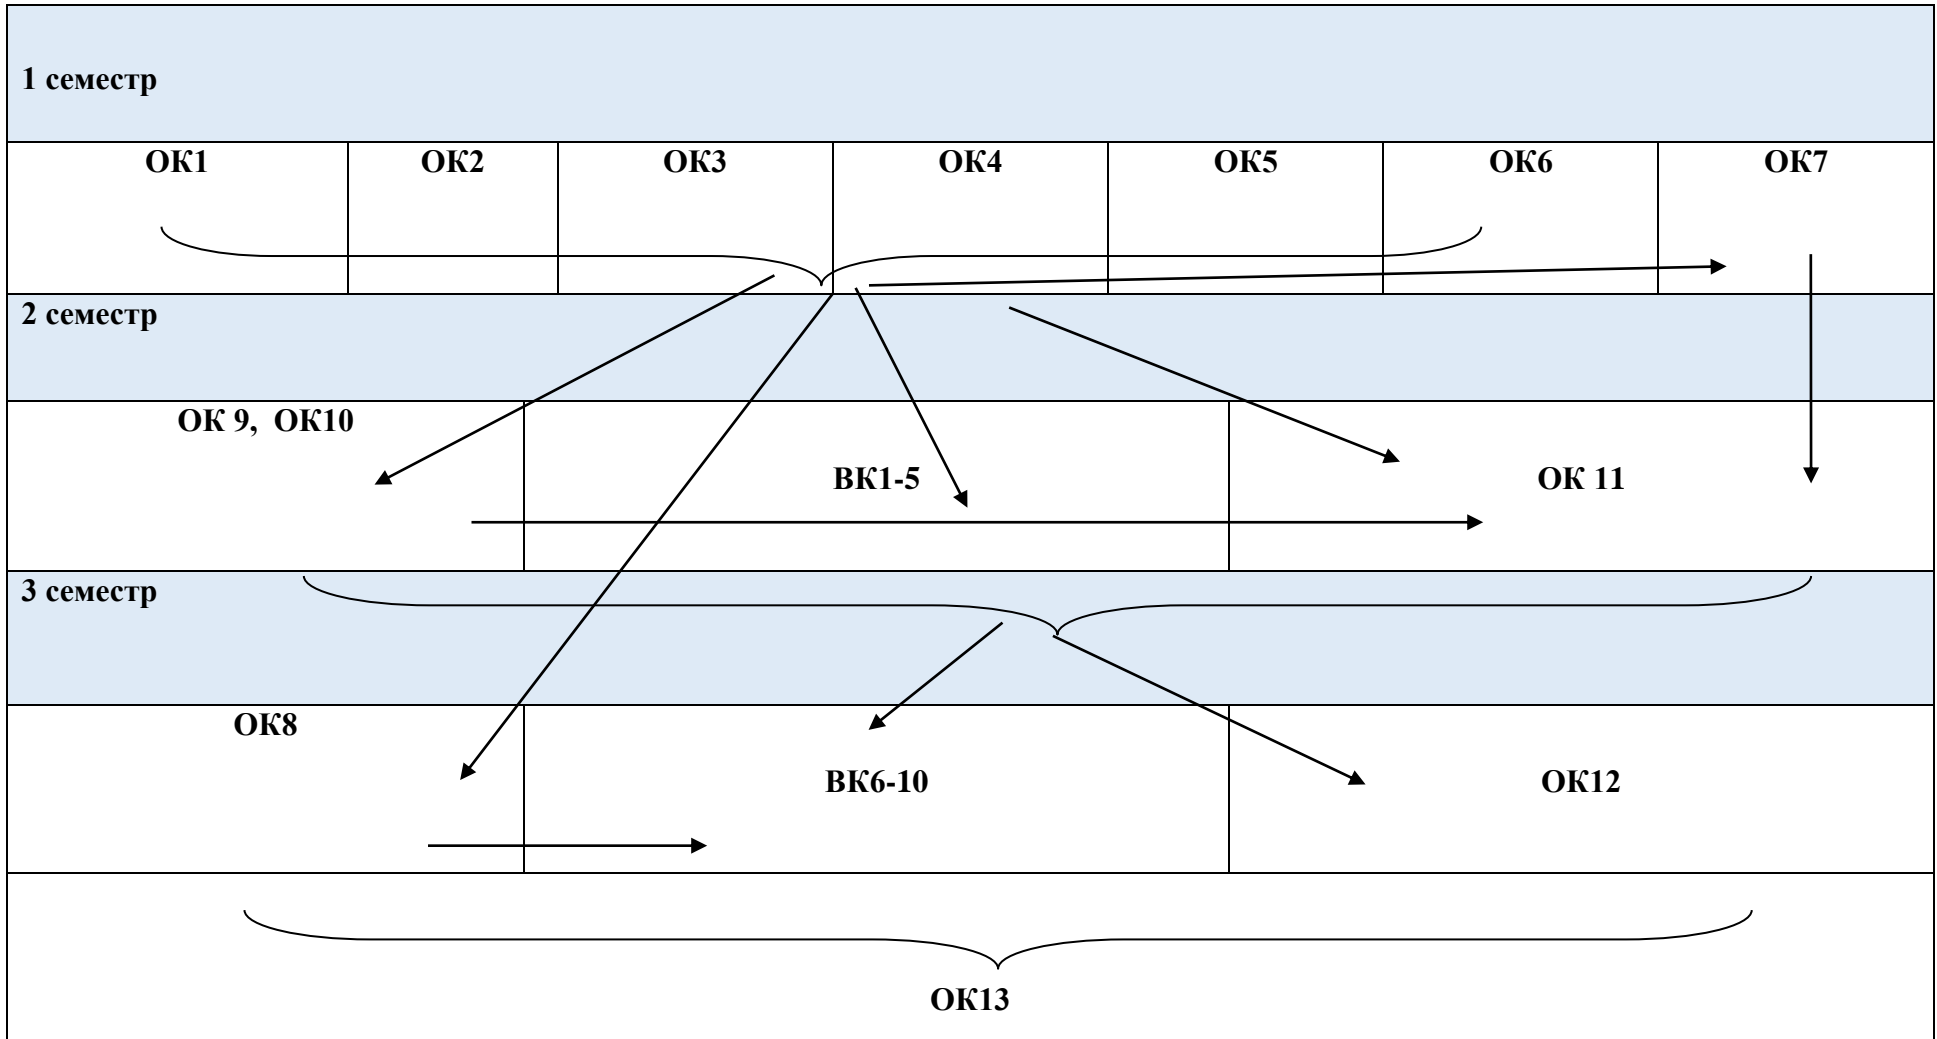 1 семестр
ОК1 ОК2 ОК3 ОК4 ОК5 ОК6 ОК7
2 семестр
ОК 9, ОК10
ВК1-5 ОК 11
3 семестр
ОК8
ВК6-10 ОК12
ОК13